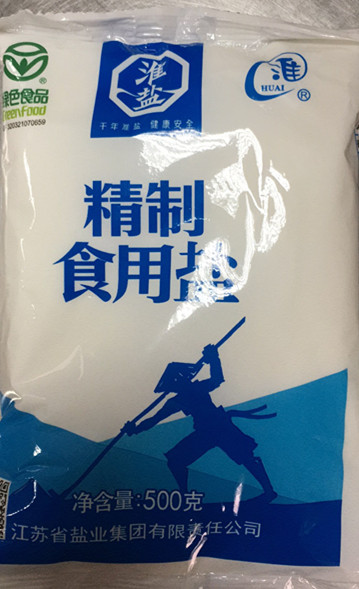 淮盐
淮
HUAI
®
®
绿色食品
GreenFood
千年淮盐 健康安全
精制
食用盐
净含量:500克
江苏省盐业集团有限责任公司